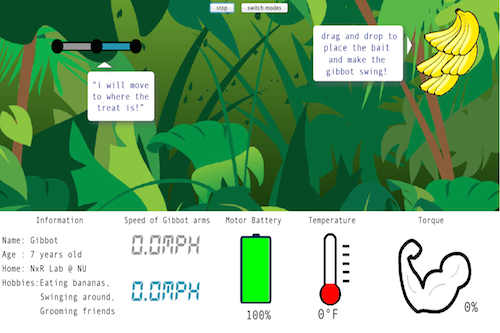 stop
switch modes
drag and drop to
place the bait
and make the
gibbot swing!
"i will move
to where the
treat is!"
Information
Name: Gibbot
Age : 7 years old
Home: NxR Lab @ NU
Hobbies:Eating bananas,
Swinging around,
Grooming friends
Speed of Gibbot arms
0.0MPH
0.0MPH
Motor Battery
100%
Temperature
0°F
Torque
0%